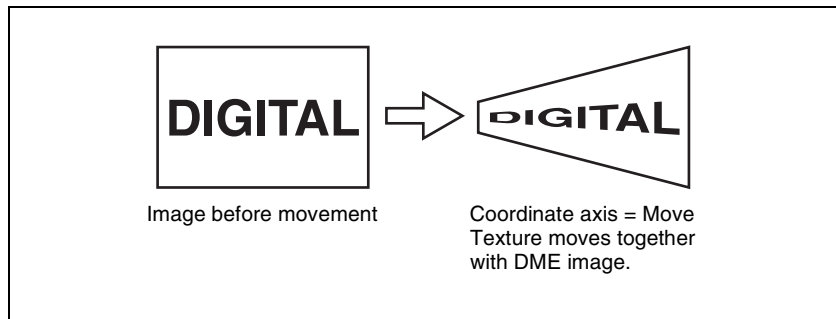 DIGITAL
DIGITAL
Image before movement
Coordinate axis = Move
Texture moves together
with DME image.